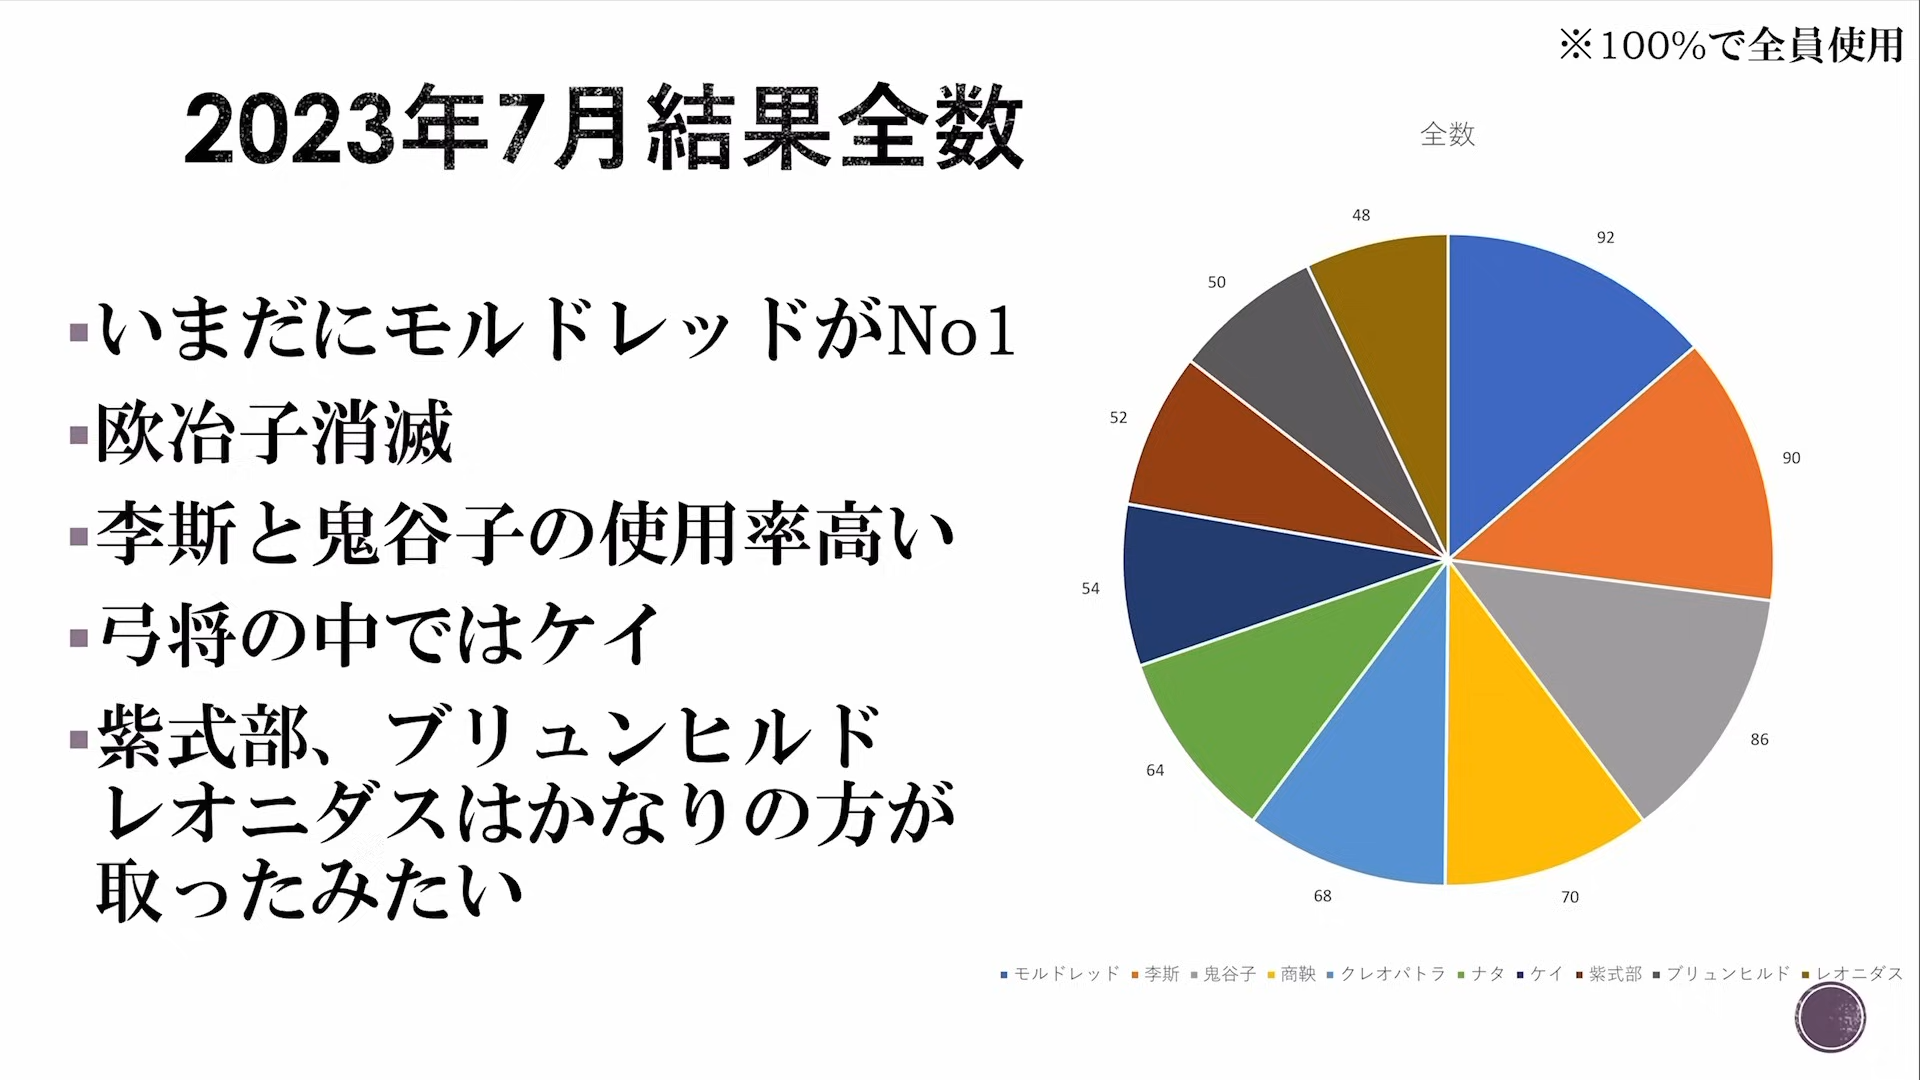 ※100%で全員使用
2023年7月結果全数
いまだにモルドレッドがNo1
欧冶子消滅
李斯と鬼谷子の使用率高い
弓将の中ではケイ
紫式部、ブリュンヒルド
レオニダスはかなりの方が
取ったみたい
全数
92
90
86
70
68
64
54
52
50
48
モルドレッド 李斯 鬼谷子 商鞅 クレオパトラ ナタ ケイ 紫式部 ブリュンヒルド レオニダス